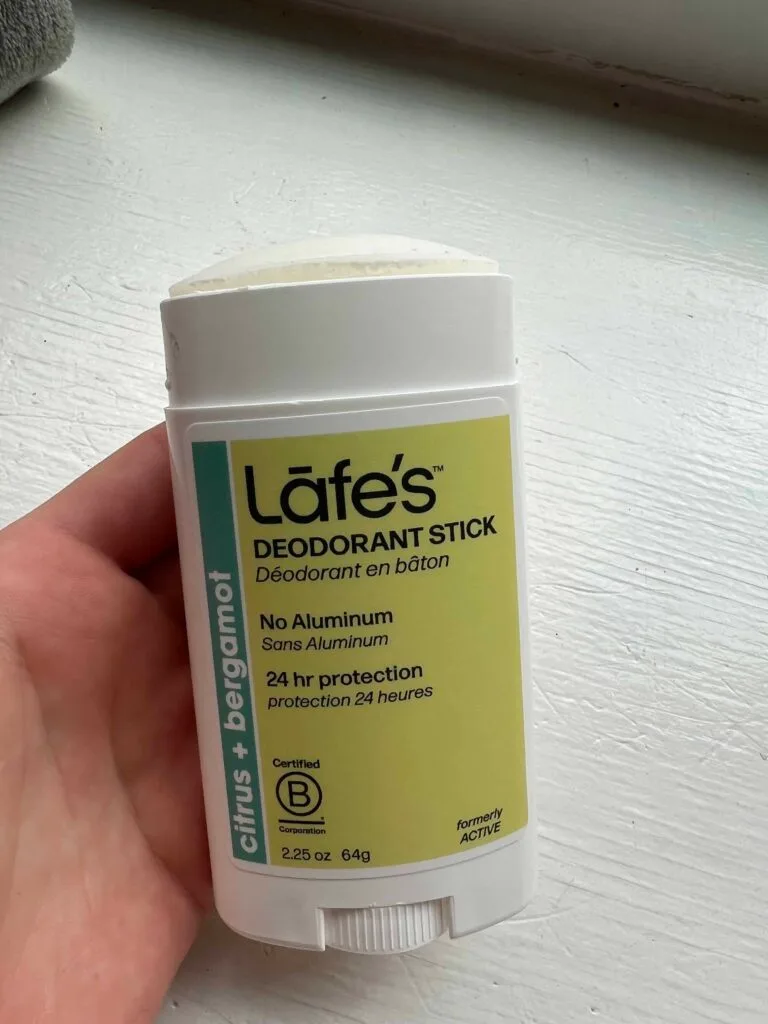 Lāfe's™
DEODORANT STICK
Déodorant en bâton
No Aluminum
Sans Aluminum
24 hr protection
protection 24 heures
citrus + bergamot
Certified
B
Corporation
formerly
ACTIVE
2.25 oz 64g